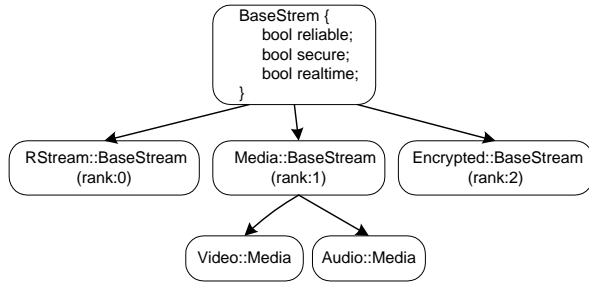 BaseStrem {
bool reliable;
bool secure;
bool realtime;
}
RStream::BaseStream
(rank:0)
Media::BaseStream
(rank:1)
Encrypted::BaseStream
(rank:2)
Video::Media
Audio::Media